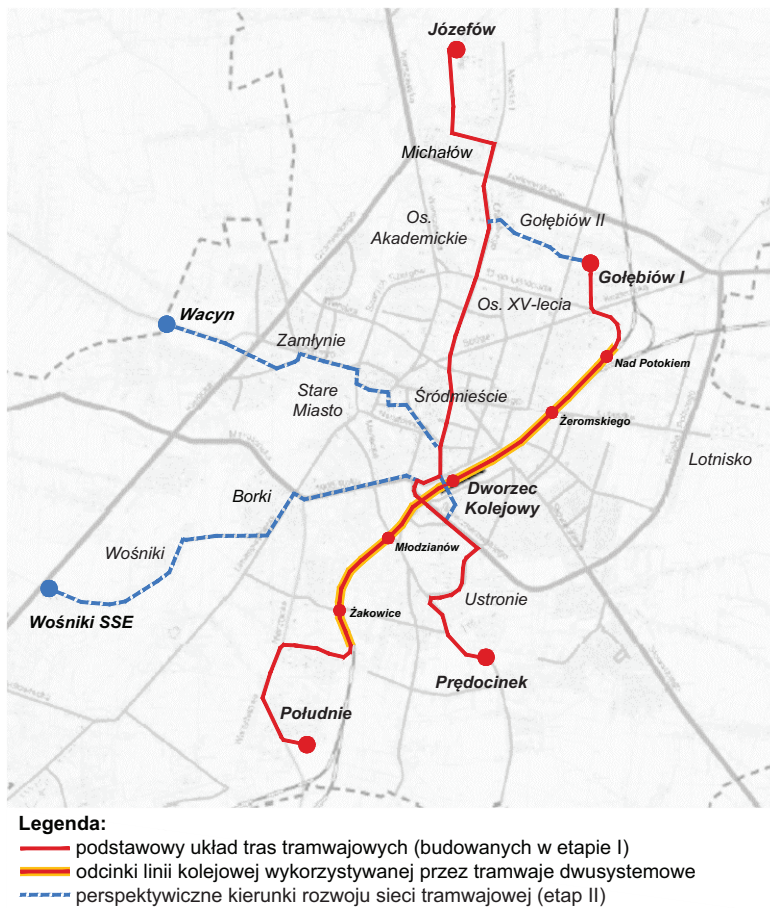 Józefów
Michałów
Os.
Akademickie
Gołębiów II
Gołębiów I
Os. XV-lecia
Wacyn
Zamłynie
Nad Potokiem
Stare
Miasto
Śródmieście
Żeromskiego
Lotnisko
Dworzec
Kolejowy
Borki
Młodzianów
Wośniki
Wośniki SSE
Żakowice
Ustronie
Prędocinek
Południe
Legenda:
podstawowy układ tras tramwajowych (budowanych w etapie I)
odcinki linii kolejowej wykorzystywanej przez tramwaje dwusystemowe
perspektywiczne kierunki rozwoju sieci tramwajowej (etap II)